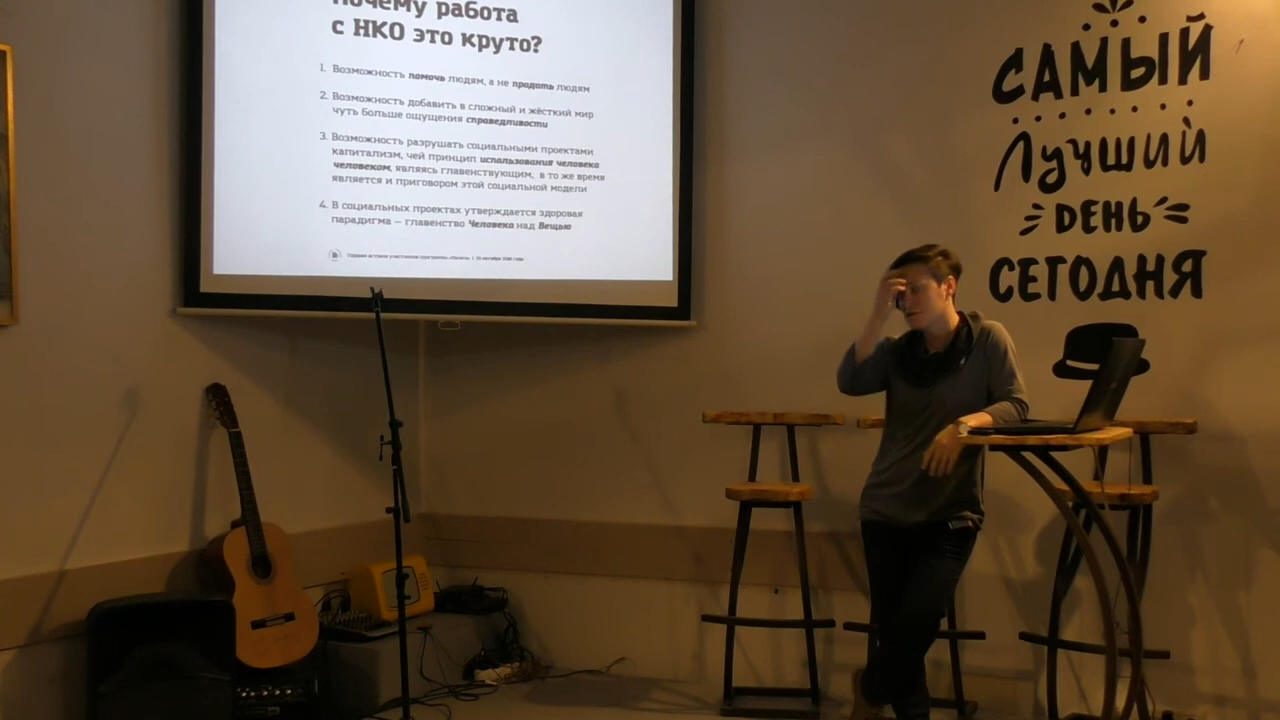 Почему работа
с НКО это круто?
1. Возможность помочь людям, а не продать людям
2. Возможность добавить в сложный и жёсткий мир
чуть больше ощущения справедливости
3. Возможность разрушать социальными проектами
капитализм, чей принцип использования человека
человеком, являясь главенствующим, в то же время
является и приговором этой социальной модели
4. В социальных проектах утверждается здоровая
парадигма – главенство Человека над Вещью
САМЫЙ
Лучший
DЕНЬ
СЕГОДНЯ